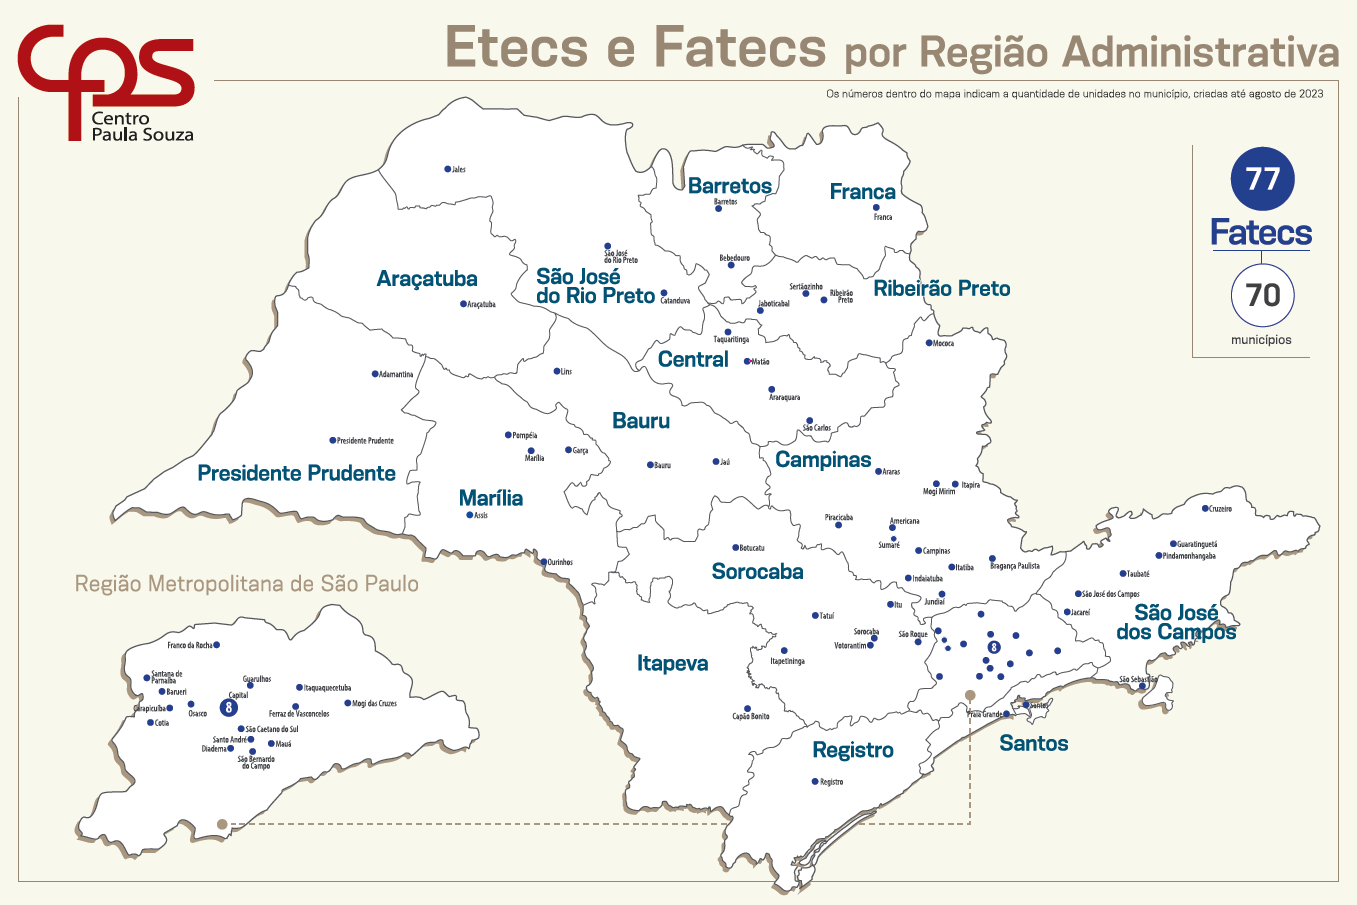 cps
Centro
Paula Souza
Etecs e Fatecs por Região Administrativa
Os números dentro do mapa indicam a quantidade de unidades no município, criadas até agosto de 2023
77
Fatecs
70
municípios
Jales
Barretos
Barretos
Franca
Franca
São José
do Rio Preto
Bebedouro
Araçatuba
Araçatuba
São José
do Rio Preto
Catanduva
Sertãozinho
Ribeirão
Preto
Ribeirão Preto
Jaboticabal
Taquaritinga
Central
Matão
Mococa
Adamantina
Lins
Araraquara
São Carlos
Bauru
Presidente Prudente
Presidente Prudente
Pompéia
Marília
Garça
Bauru
Jaú
Campinas
Araras
Mogi Mirim
Itapira
Marília
Assis
Piracicaba
Americana
Sumaré
Campinas
Cruzeiro
Guaratinguetá
Pindamonhangaba
Ourinhos
Botucatu
Sorocaba
Itatiba
Bragança Paulista
Indaiatuba
Taubaté
Jundiaí
São José dos Campos
Jacareí
São José
dos Campos
Itu
Tatuí
Sorocaba
Votorantim
São Roque
8
Itapeva
Itapetininga
São Sebastião
Capão Bonito
Praia Grande
Santos
Santos
Registro
Registro
Região Metropolitana de São Paulo
Franco da Rocha
Santana de
Parnaíba
Barueri
Guarulhos
Itaquaquecetuba
Capital
8
Carapicuíba
Osasco
Ferraz de Vasconcelos
Mogi das Cruzes
Cotia
São Caetano do Sul
Santo André
Mauá
Diadema
São Bernardo
do Campo